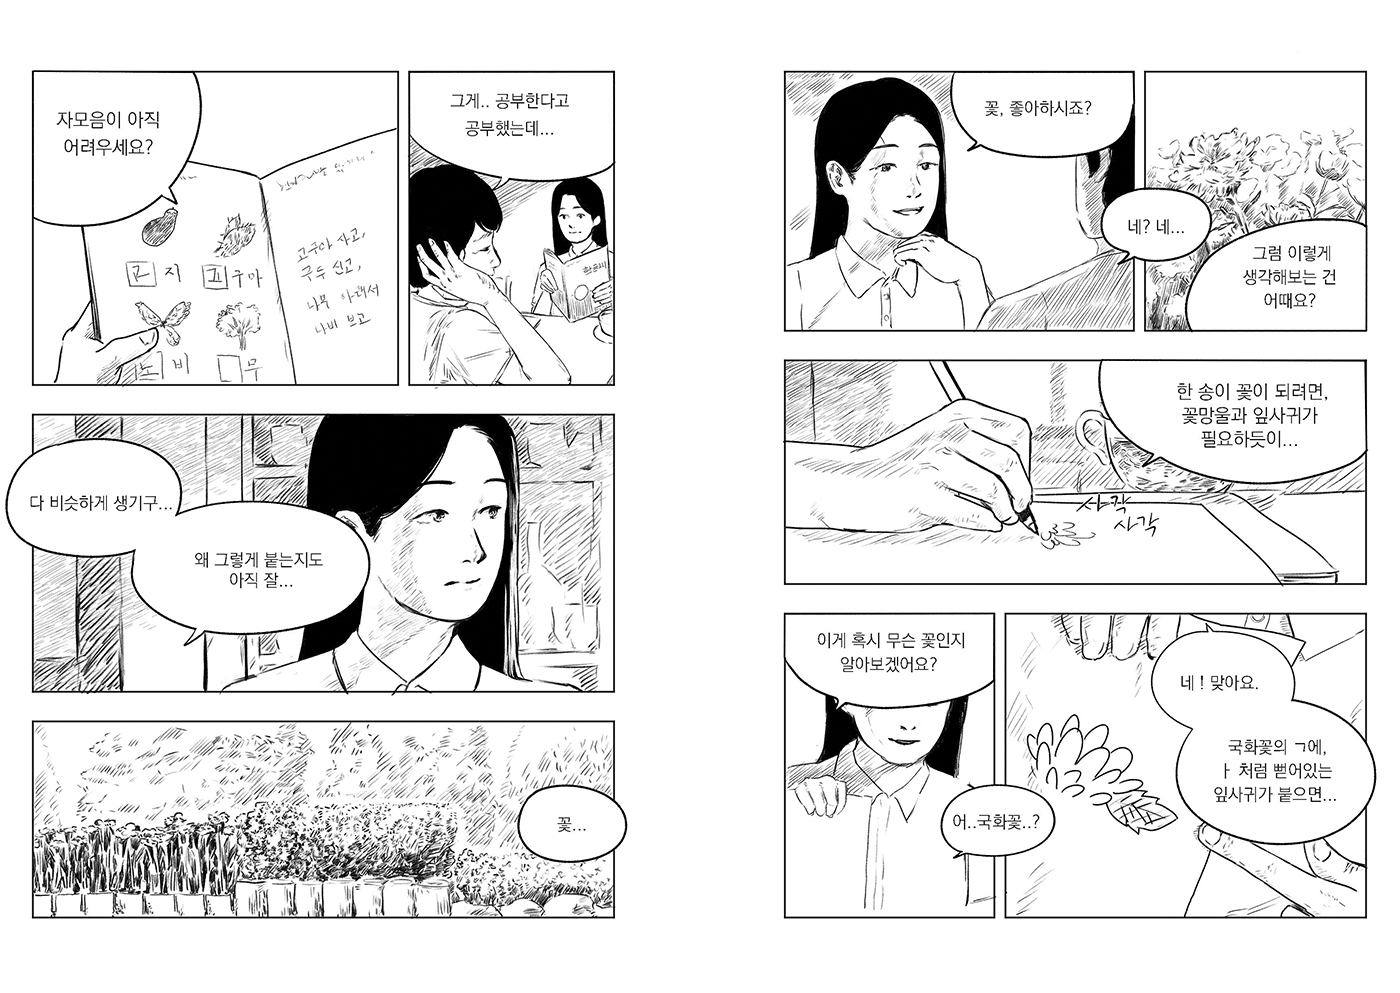 자모음이 아직
어려우세요?
지
구마
비
무
고구마 사고,
구두 신고,
나무 아래서
나비 보고
그게.. 공부한다고
공부했는데...
다 비슷하게 생기구...
왜 그렇게 붙는지도
아직 잘...
꽃...
꽃, 좋아하시죠?
네? 네...
그럼 이렇게
생각해보는 건
어때요?
한 송이 꽃이 되려면,
꽃망울과 잎사귀가
필요하듯이...
사각
사각
이게 혹시 무슨 꽃인지
알아보겠어요?
어..국화꽃..?
네 ! 맞아요.
국화꽃의 ㄱ에,
ㅏ 처럼 뻗어있는
잎사귀가 붙으면...